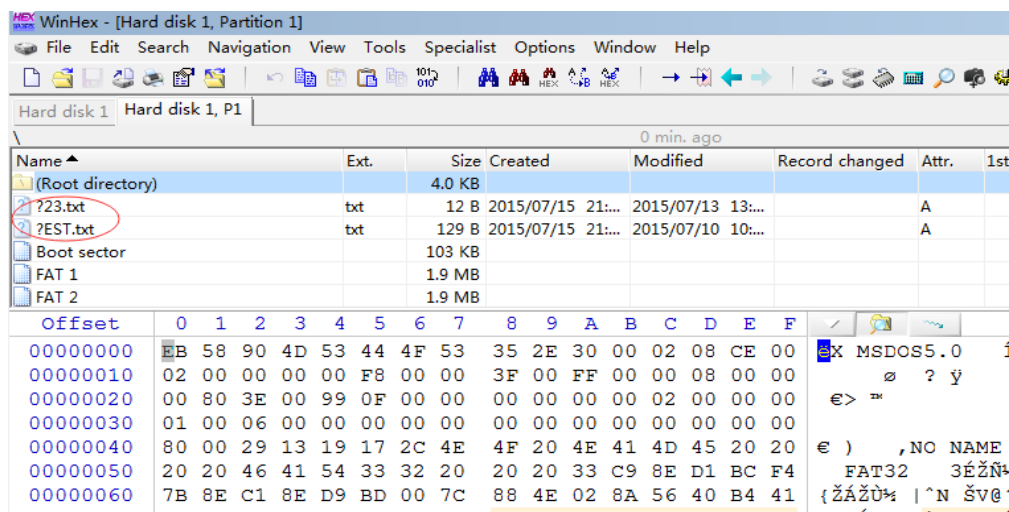 WinHex - [Hard disk 1, Partition 1]
File Edit Search Navigation View Tools Specialist Options Window Help
Hard disk 1 Hard disk 1, P1
\ 0 min. ago
Name Ext. Size Created Modified Record changed Attr. 1st
(Root directory) 4.0 KB
?23.txt txt 12 B 2015/07/15 21:... 2015/07/13 13:... A
?EST.txt txt 129 B 2015/07/15 21:... 2015/07/10 10:... A
Boot sector 103 KB
FAT 1 1.9 MB
FAT 2 1.9 MB
Offset 0 1 2 3 4 5 6 7 8 9 A B C D E F
00000000 EB 58 90 4D 53 44 4F 53 35 2E 30 00 02 08 CE 00 ëX MSDOS5.0 Î
00000010 02 00 00 00 00 F8 00 00 3F 00 FF 00 00 08 00 00 ø ? ÿ
00000020 00 80 3E 00 99 0F 00 00 00 00 00 00 02 00 00 00 €> ™
00000030 01 00 06 00 00 00 00 00 00 00 00 00 00 00 00 00
00000040 80 00 29 13 19 17 2C 4E 4F 20 4E 41 4D 45 20 20 € ) ,NO NAME
00000050 20 20 46 41 54 33 32 20 20 20 33 C9 8E D1 BC F4 FAT32 3ÉŽÑ¼
00000060 7B 8E C1 8E D9 BD 00 7C 88 4E 02 8A 56 40 B4 41 {ŽÁŽÙ½ |ˆN ŠV@´